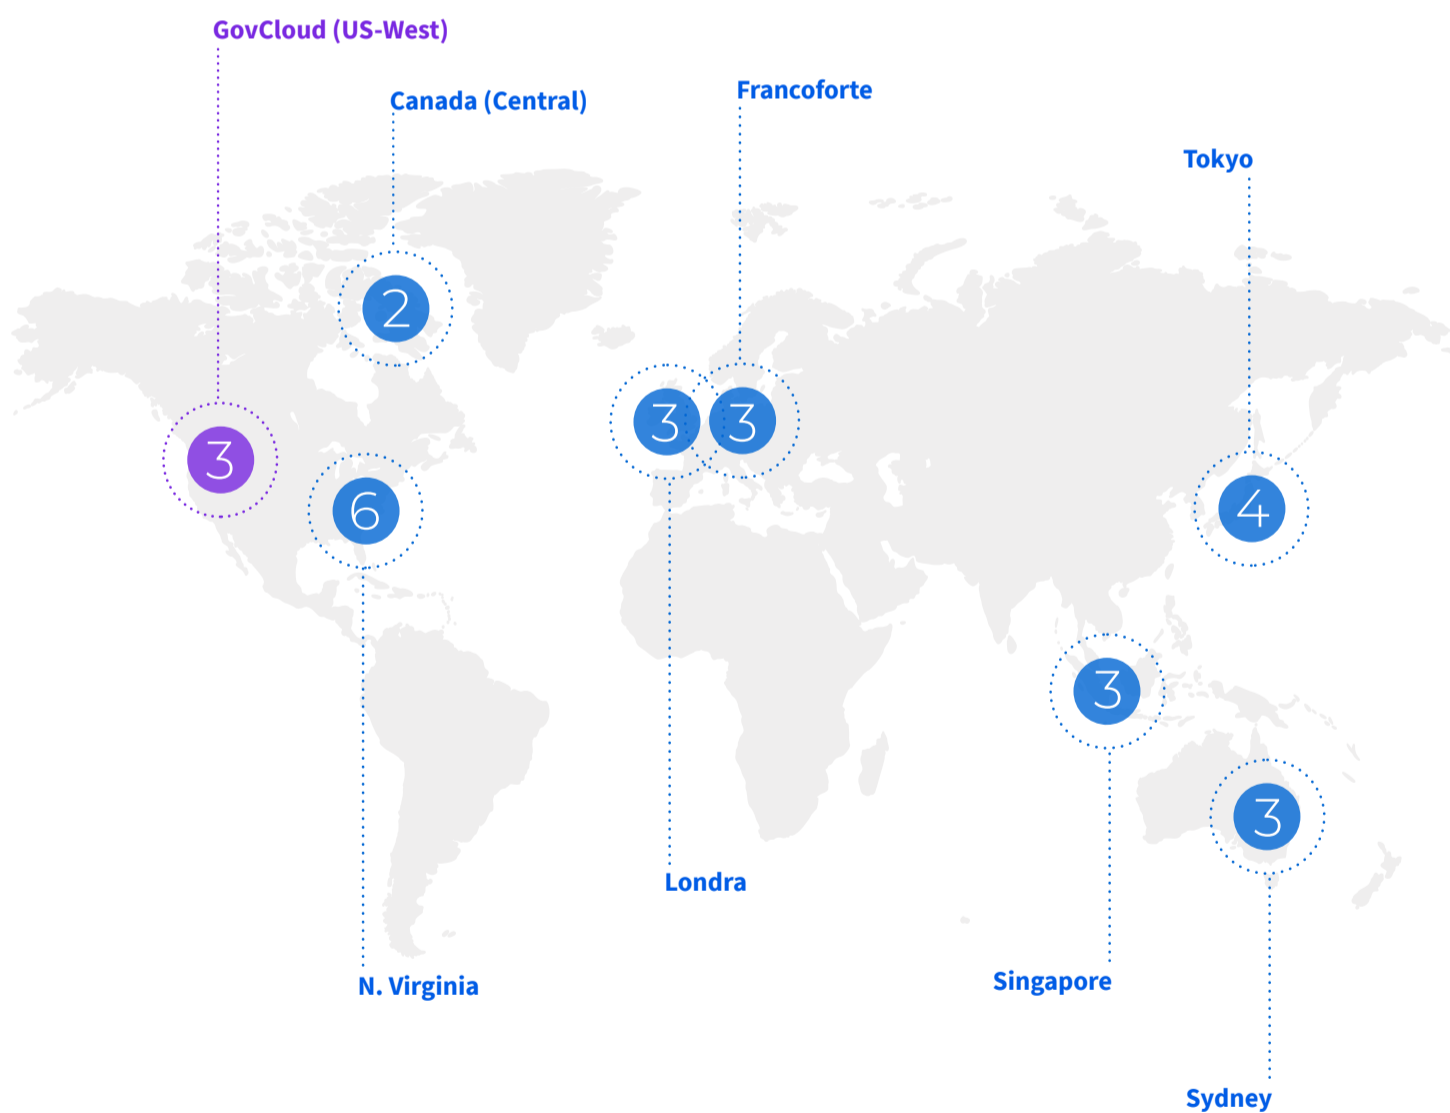 GovCloud (US-West)
Francoforte
Canada (Central)
Tokyo
2
3
3
3
6
4
3
3
Londra
Singapore
N. Virginia
Sydney